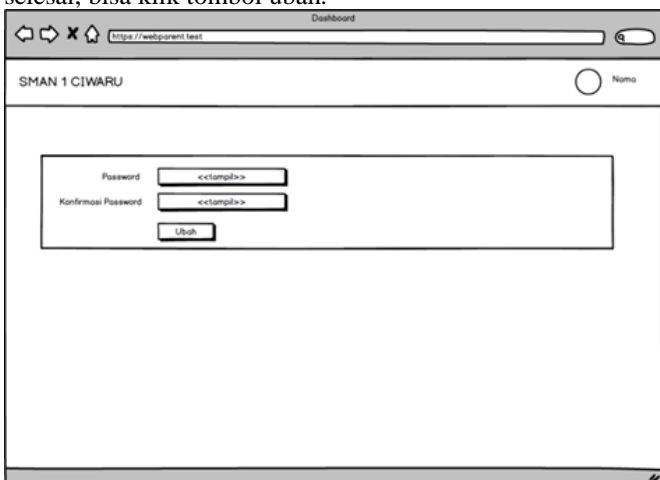 selesai, bisa klik tombol ubah.
Dashboard
https://webparent.test
SMAN 1 CIWARU
Nama
Password
<<tampil>>
Konfirmasi Password
<<tampil>>
Ubah